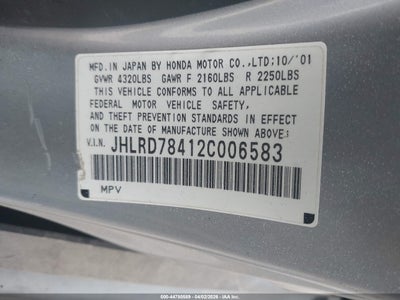 MFD. IN JAPAN BY HONDA MOTOR CO., LTD: 10/'01
GVWR 4320LBS GAWR F 2160LBS R 2250LBS
THIS VEHICLE CONFORMS TO ALL APPLICABLE
FEDERAL MOTOR VEHICLE SAFETY,
AND THEFT PREVENTION STANDARDS IN EFFECT
ON THE DATE OF MANUFACTURE SHOWN ABOVE.
V.I.N. JHLRD78412C006583
MPV